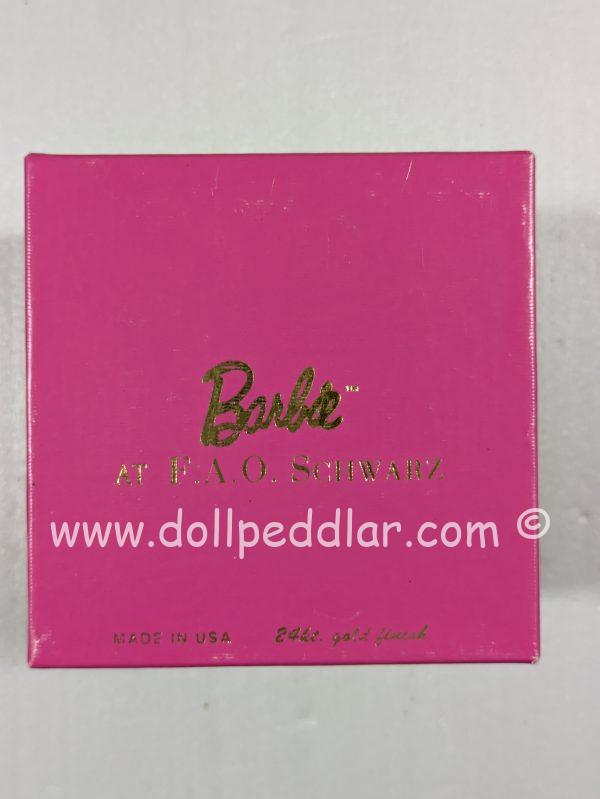 Barbie™
AT F.A.O. SCHWARZ
www.dollpeddlar.com ©
MADE IN USA 24kt. gold finish